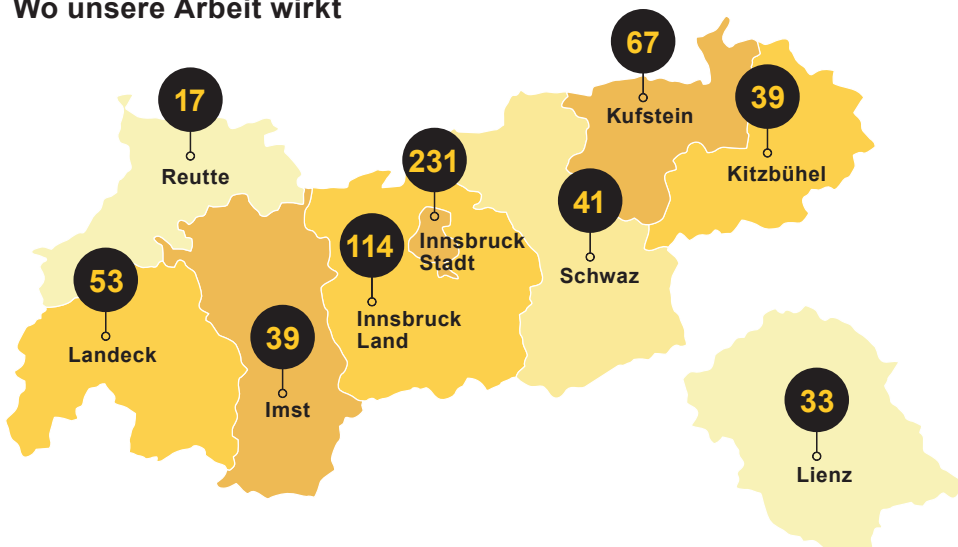 Wo unsere Arbeit wirkt
67
Kufstein
39
Kitzbühel
17
Reutte
231
Innsbruck
Stadt
41
Schwaz
114
Innsbruck
Land
53
Landeck
39
Imst
33
Lienz